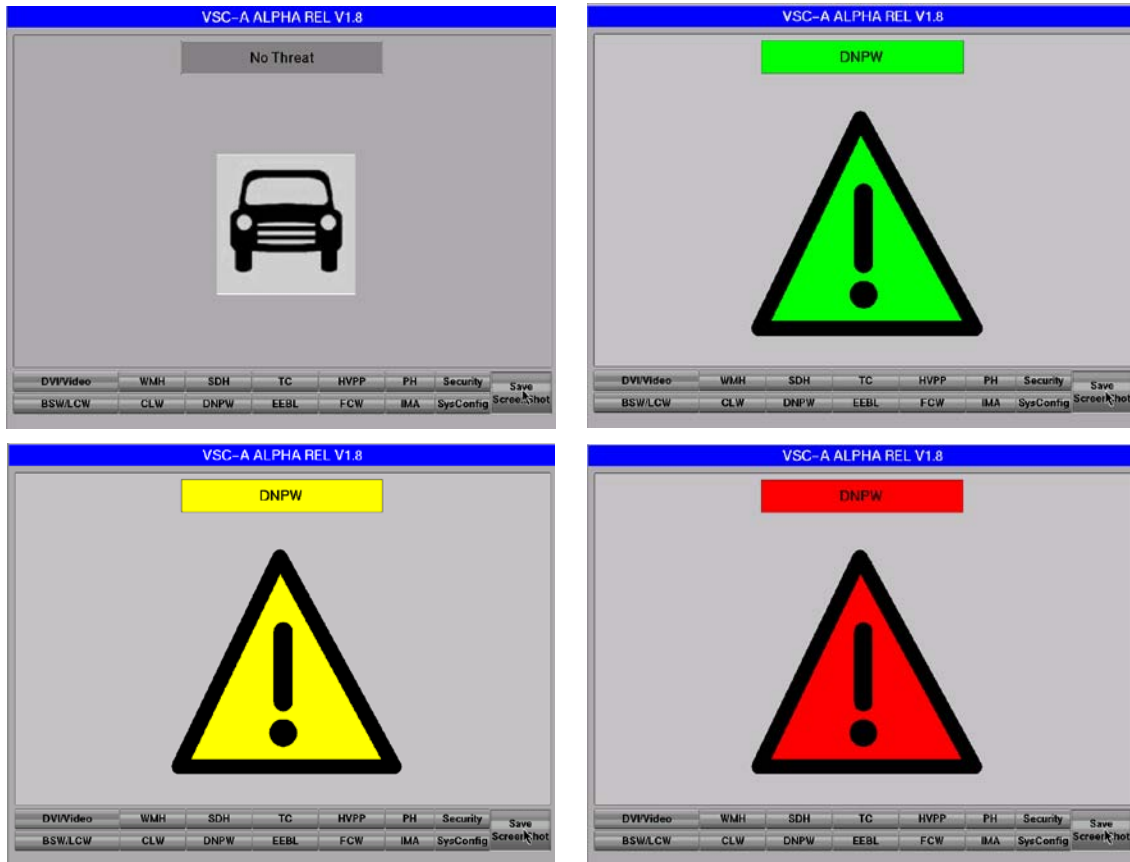 VSC-A ALPHA REL V1.8
No Threat
DVI/Video WMH SDH TC HVPP PH Security Save
BSW/LCW CLW DNPW EEBL FCW IMA SysConfig ScreenShot
VSC-A ALPHA REL V1.8
DNPW
!
DVI/Video WMH SDH TC HVPP PH Security Save
BSW/LCW CLW DNPW EEBL FCW IMA SysConfig ScreenShot
VSC-A ALPHA REL V1.8
DNPW
!
DVI/Video WMH SDH TC HVPP PH Security Save
BSW/LCW CLW DNPW EEBL FCW IMA SysConfig ScreenShot
VSC-A ALPHA REL V1.8
DNPW
!
DVI/Video WMH SDH TC HVPP PH Security Save
BSW/LCW CLW DNPW EEBL FCW IMA SysConfig ScreenShot